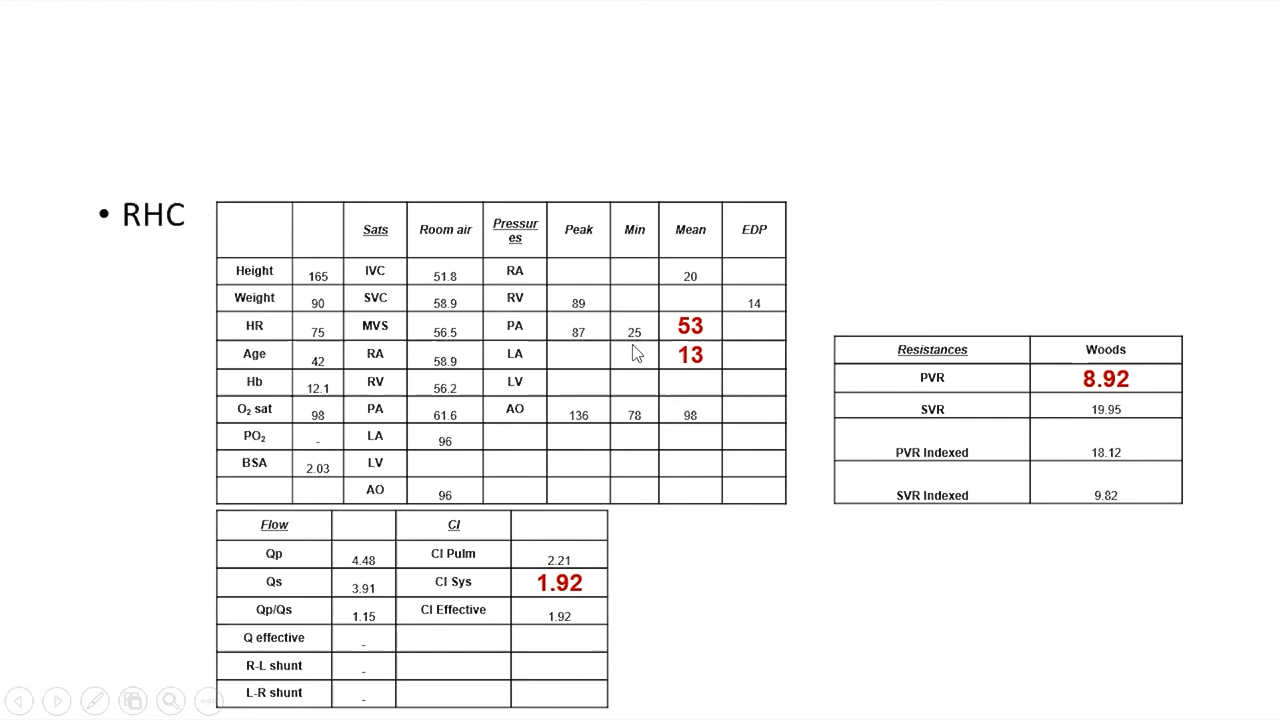 • RHC
Sats Room air Pressur
es Peak Min Mean EDP
Height 165 IVC 51.8 RA 20
Weight 90 SVC 58.9 RV 89 14
HR 75 MVS 56.5 PA 87 25 53
Age 42 RA 58.9 LA 13
Hb 12.1 RV 56.2 LV
O2 sat 98 PA 61.6 AO 136 78 98
PO2 - LA 96
BSA 2.03 LV
AO 96
Resistances Woods
PVR 8.92
SVR 19.95
PVR Indexed 18.12
SVR Indexed 9.82
Flow CI
Qp 4.48 CI Pulm 2.21
Qs 3.91 CI Sys 1.92
Qp/Qs 1.15 CI Effective 1.92
Q effective -
R-L shunt -
L-R shunt -